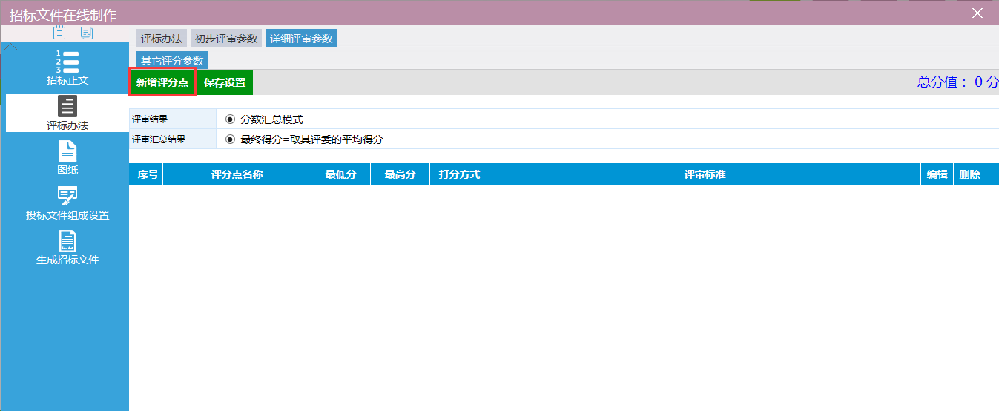 招标文件在线制作
评标办法 初步评审参数 详细评审参数
其它评分参数
新增评分点 保存设置 总分值： 0 分
1
2
3
招标正文
评标办法
图纸
投标文件组成设置
生成招标文件
评审结果 分数汇总模式
评审汇总结果 最终得分=取其评委的平均得分
序号 评分点名称 最低分 最高分 打分方式 评审标准 编辑 删除